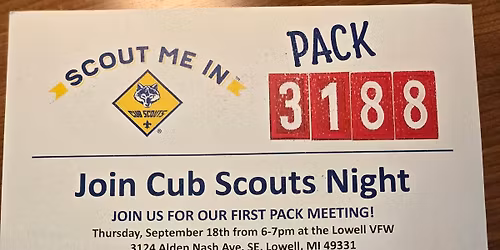 SCOUT ME IN
CUB SCOUTS
®
PACK
3188
Join Cub Scouts Night
JOIN US FOR OUR FIRST PACK MEETING!
Thursday, September 18th from 6-7pm at the Lowell VFW
3124 Alden Nash Ave. SE. Lowell, MI 49331